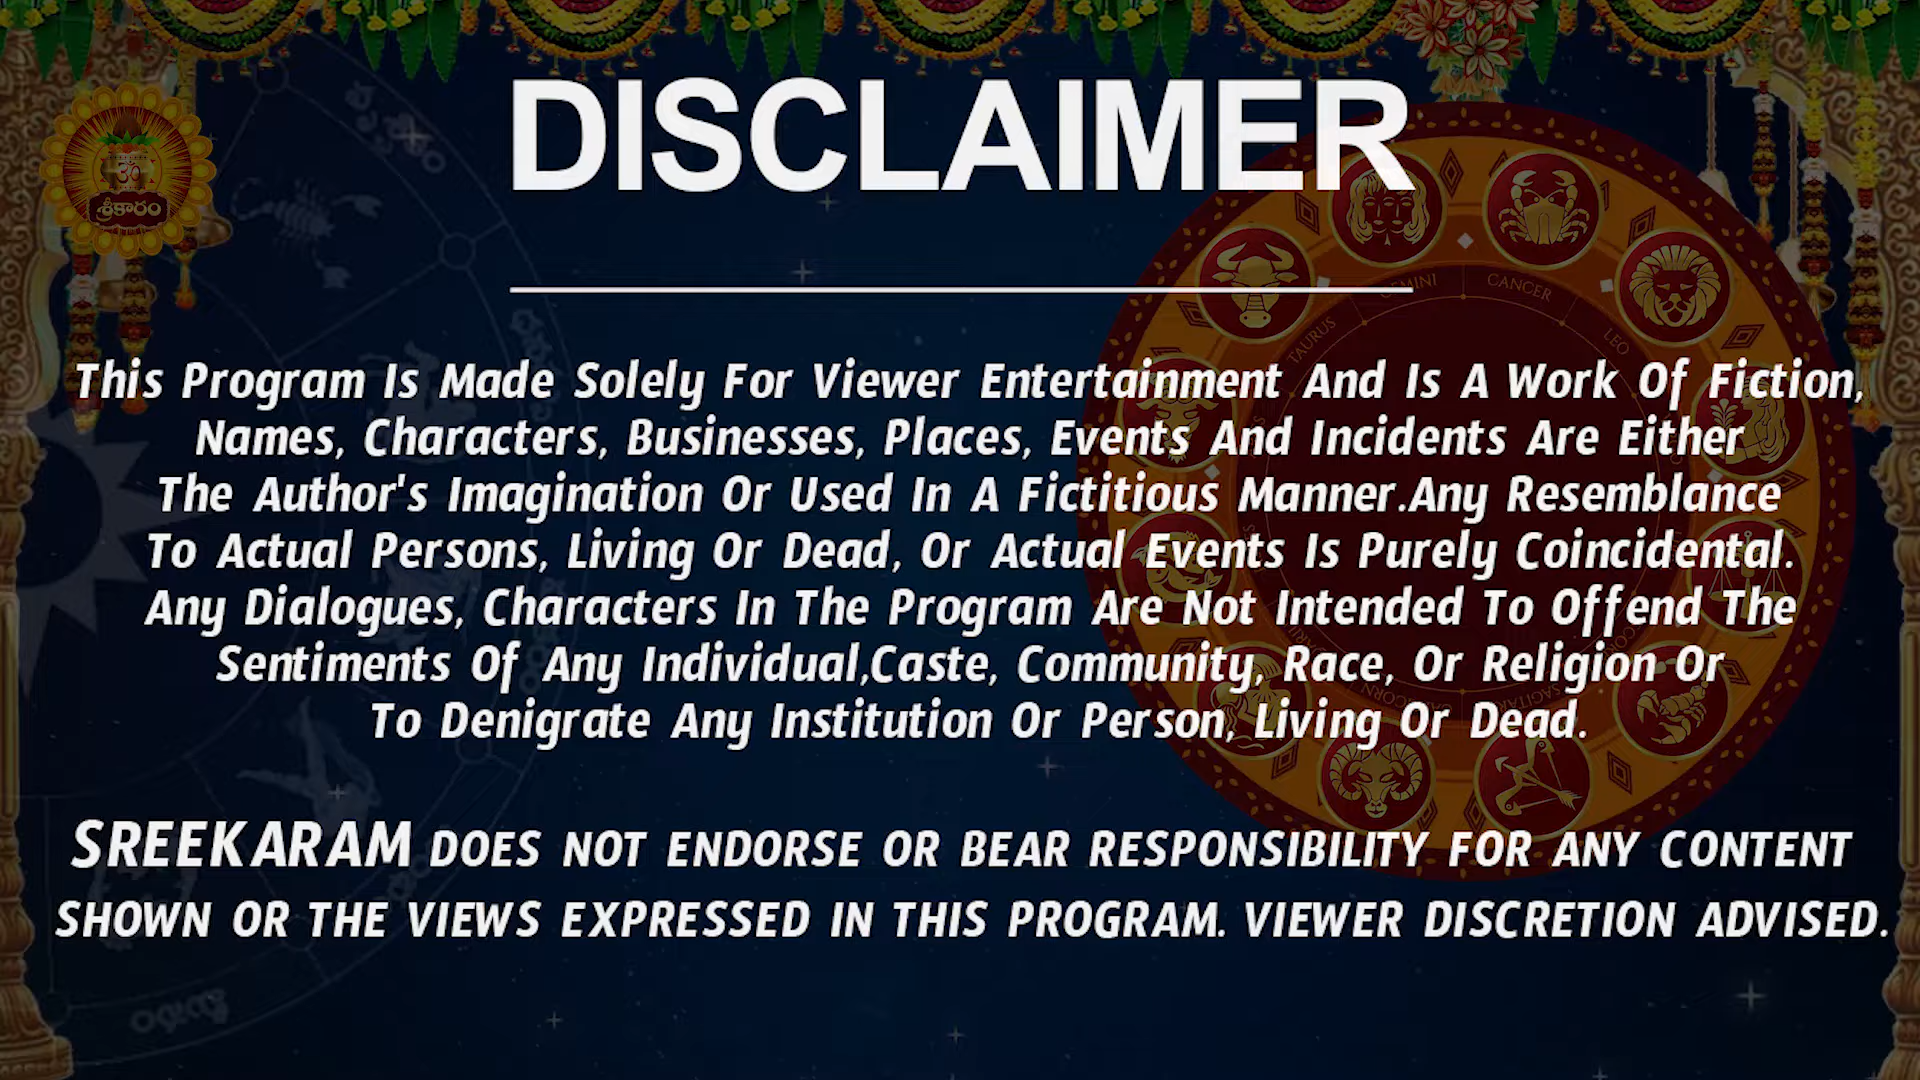 DISCLAIMER
శ్రీకారం
GEMINI
CANCER
TAURUS
LEO
This Program Is Made Solely For Viewer Entertainment And Is A Work Of Fiction,
Names, Characters, Businesses, Places, Events And Incidents Are Either
The Author's Imagination Or Used In A Fictitious Manner.Any Resemblance
To Actual Persons, Living Or Dead, Or Actual Events Is Purely Coincidental.
Any Dialogues, Characters In The Program Are Not Intended To Offend The
Sentiments Of Any Individual,Caste, Community, Race, Or Religion Or
To Denigrate Any Institution Or Person, Living Or Dead.
SREEKARAM DOES NOT ENDORSE OR BEAR RESPONSIBILITY FOR ANY CONTENT
SHOWN OR THE VIEWS EXPRESSED IN THIS PROGRAM. VIEWER DISCRETION ADVISED.